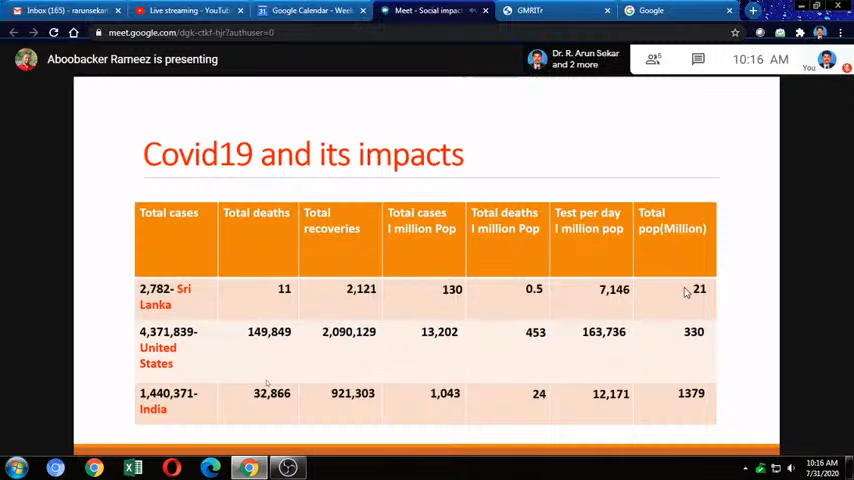 Inbox (165) - rarunsekar
Live streaming - YouTub
Google Calendar - Week
Meet - Social impact
GMRITr
Google
meet.google.com/dgk-ctkf-hjr?authuser=0
Aboobacker Rameez is presenting
Dr. R. Arun Sekar
and 2 more
5
10:16 AM
You
Covid19 and its impacts
Total cases
Total deaths
Total
recoveries
Total cases
I million Pop
Total deaths
I million Pop
Test per day
I million pop
Total
pop(Million)
2,782- Sri
Lanka
11
2,121
130
0.5
7,146
21
4,371,839-
United
States
149,849
2,090,129
13,202
453
163,736
330
1,440,371-
India
32,866
921,303
1,043
24
12,171
1379
10:16 AM
7/31/2020